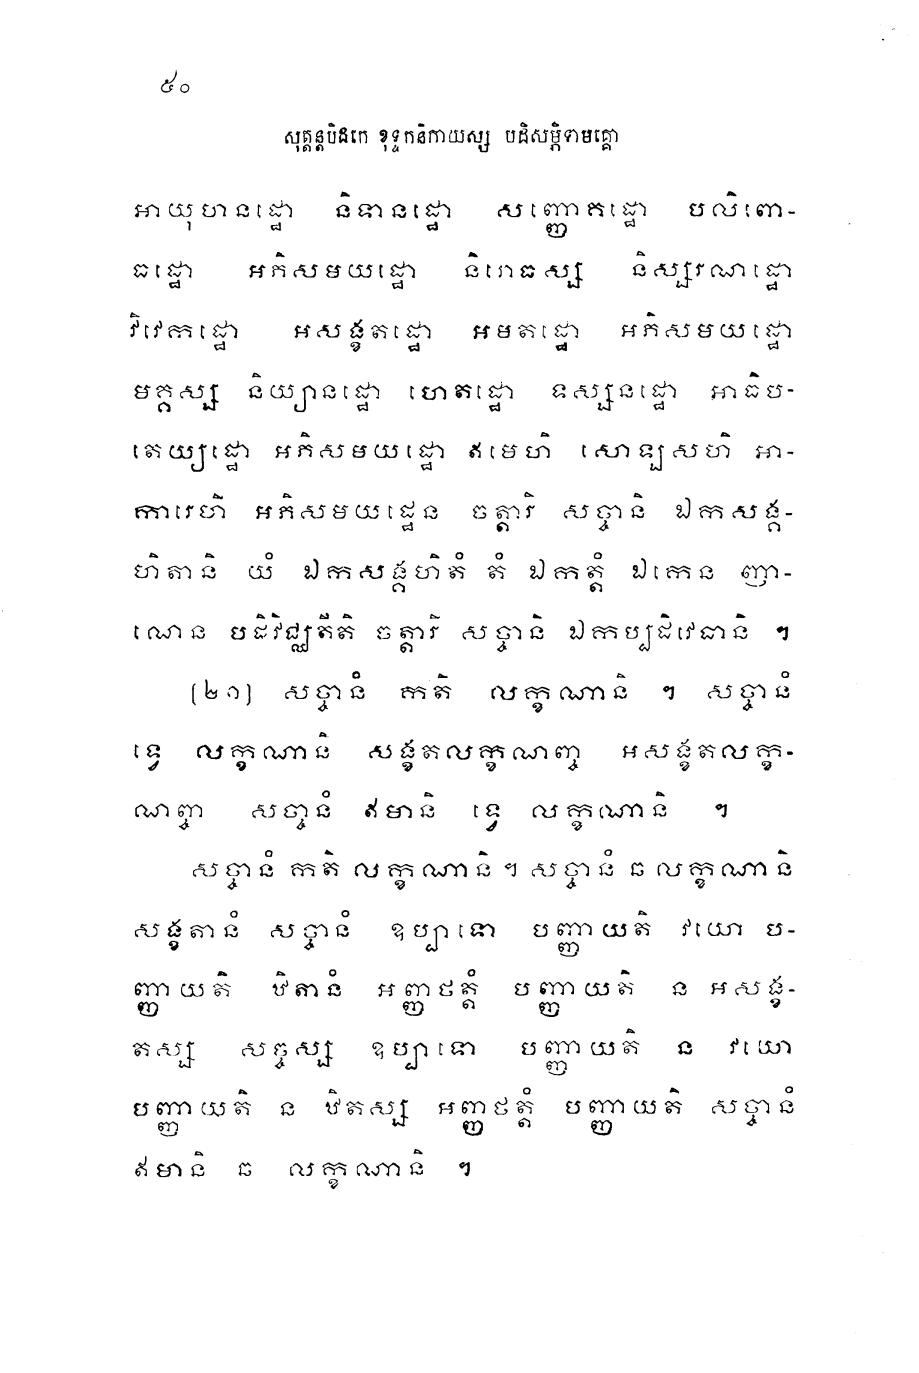 ៥០
សុត្តន្តបិដកេ ខុទ្ទកនិកាយស្ស បដិសម្ភិទាមគ្គោ
អាយុហនដ្ឋោ និទានដ្ឋោ សញ្ញោគដ្ឋោ បលិពោ-
ធដ្ឋោ អភិសមយដ្ឋោ និរោធស្ស និស្សរណដ្ឋោ
វិវេកដ្ឋោ អសង្ខតដ្ឋោ អមតដ្ឋោ អភិសមយដ្ឋោ
មគ្គស្ស និយ្យានដ្ឋោ ហេតដ្ឋោ ទស្សនដ្ឋោ អាធិប-
តេយ្យដ្ឋោ អភិសមយដ្ឋោ ឥមេហិ សោឡសហិ អា-
ការេហិ អភិសមយដ្ឋេន ចត្តារិ សច្ចានិ ឯកសង្គ-
ហិតានិ យំ ឯកសង្គហិតំ តំ ឯកត្តំ ឯកេន ញា-
ណេន បដិវិជ្ឈតីតិ ចត្តារិ សច្ចានិ ឯកប្បដិវេធានិ ។
(២១) សច្ចានំ កតិ លក្ខណានិ ។ សច្ចានំ
ទ្វេ លក្ខណានិ សង្ខតលក្ខណញ្ច អសង្ខតលក្ខ-
ណញ្ច សច្ចានំ ឥមានិ ទ្វេ លក្ខណានិ ។
សច្ចានំ កតិ លក្ខណានិ ។ សច្ចានំ ឆ លក្ខណានិ
សង្ខតានំ សច្ចានំ ឧប្បាទោ បញ្ញាយតិ វយោ ប-
ញ្ញាយតិ ឋិតានំ អញ្ញថត្តំ បញ្ញាយតិ ន អសង្ខ-
តស្ស សច្ចស្ស ឧប្បាទោ បញ្ញាយតិ ន វយោ
បញ្ញាយតិ ន ឋិតស្ស អញ្ញថត្តំ បញ្ញាយតិ សច្ចានំ
ឥមានិ ឆ លក្ខណានិ ។